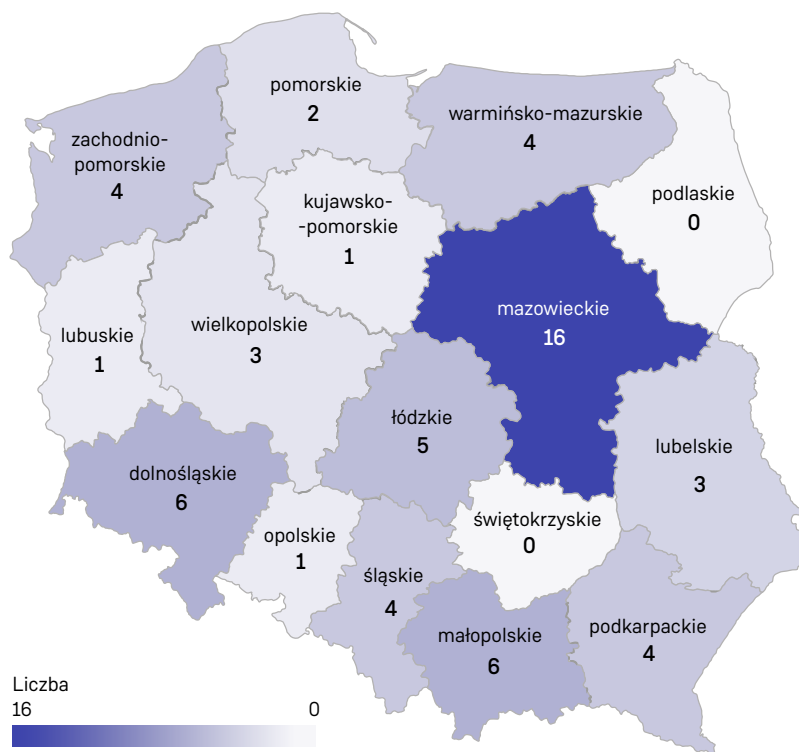 pomorskie
2
warmińsko-mazurskie
4
zachodnio-
pomorskie
4
podlaskie
0
kujawsko-
-pomorskie
1
mazowieckie
16
lubuskie
1
wielkopolskie
3
łódzkie
5
lubelskie
3
dolnośląskie
6
świętokrzyskie
0
opolskie
1
śląskie
4
podkarpackie
4
małopolskie
6
Liczba
16 0